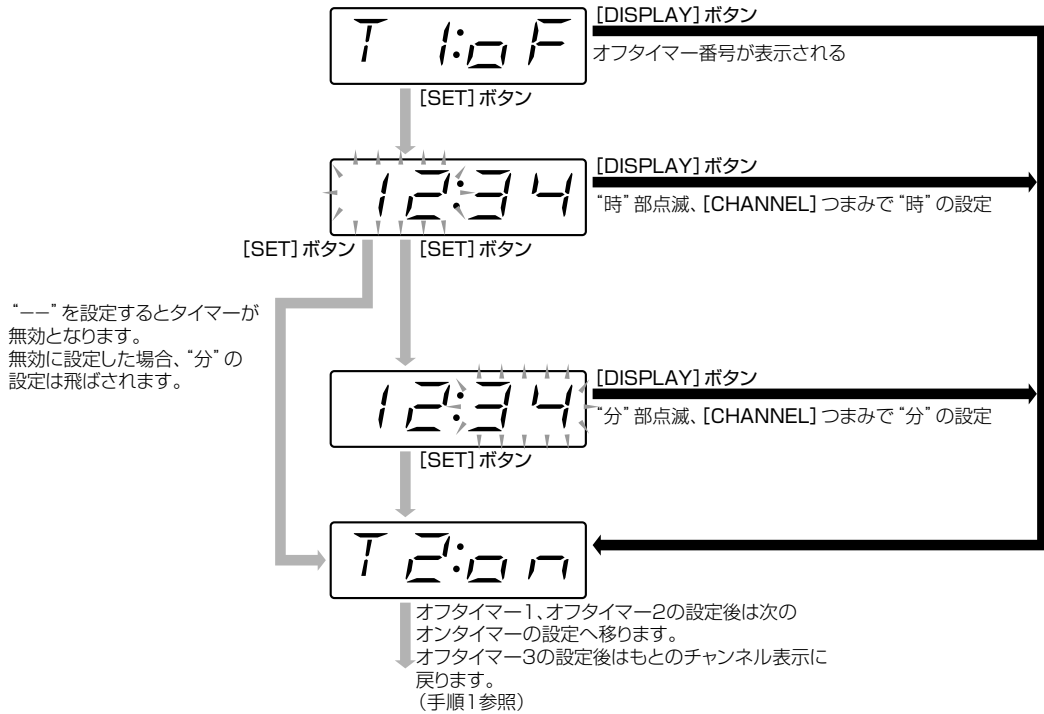 T 1:oF
[DISPLAY] ボタン
オフタイマー番号が表示される
[SET] ボタン
12:34
[DISPLAY] ボタン
“時” 部点滅、[CHANNEL] つまみで “時” の設定
[SET] ボタン
[SET] ボタン
“−−” を設定するとタイマーが
無効となります。
無効に設定した場合、“分” の
設定は飛ばされます。
12:34
[DISPLAY] ボタン
“分” 部点滅、[CHANNEL] つまみで “分” の設定
[SET] ボタン
T 2:on
オフタイマー1、オフタイマー2の設定後は次の
オンタイマーの設定へ移ります。
オフタイマー3の設定後はもとのチャンネル表示に
戻ります。
(手順1参照)